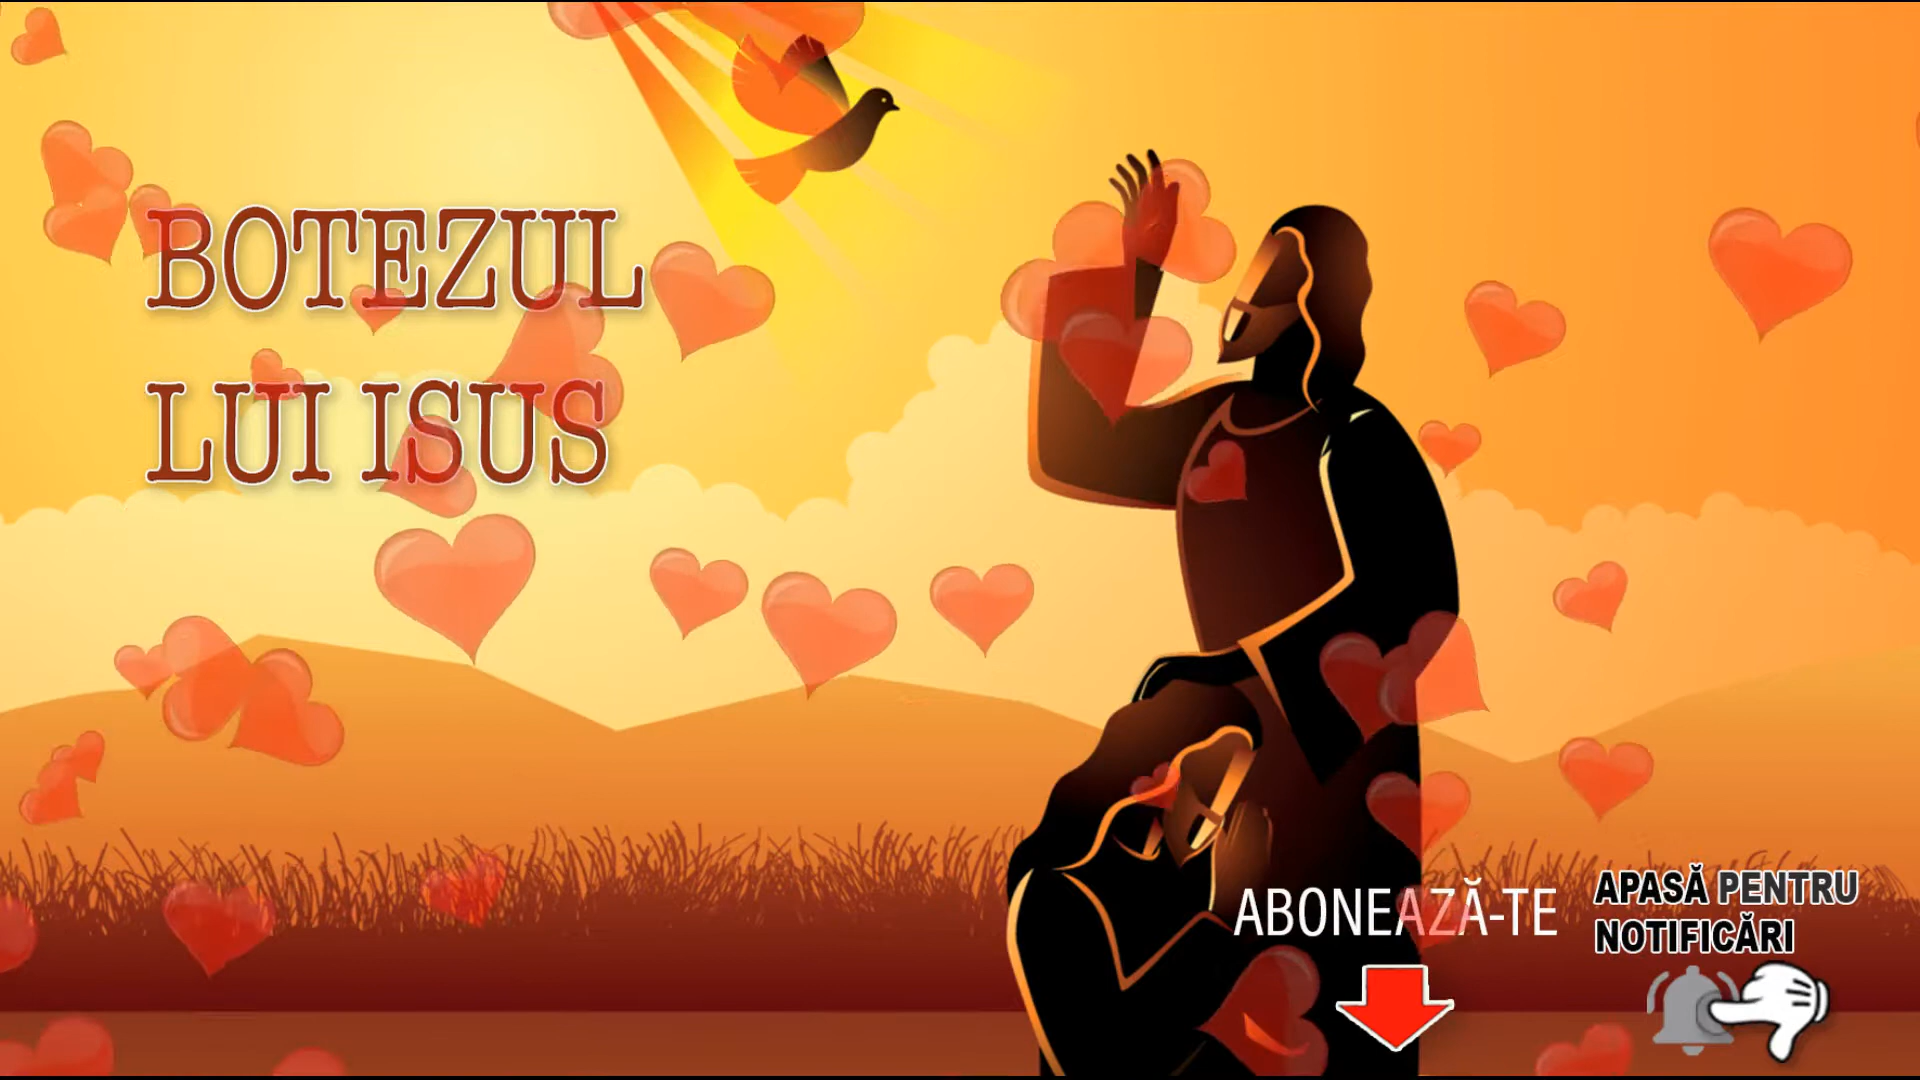 BOTEZUL
LUI ISUS
ABONEAZĂ-TE
APASĂ PENTRU
NOTIFICĂRI